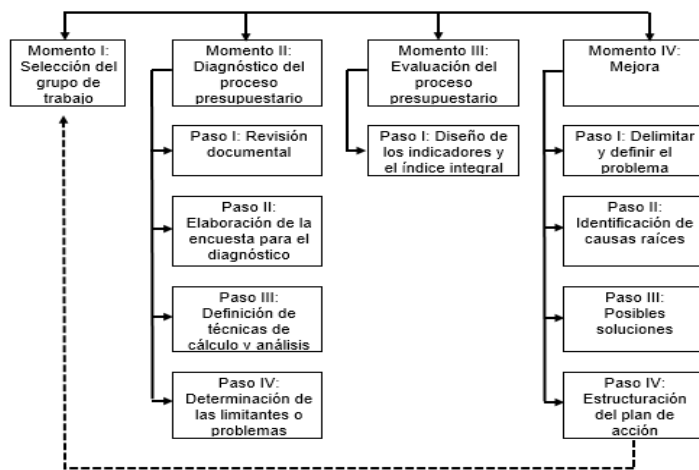 Momento I:
Selección del
grupo de
trabajo
Momento II:
Diagnóstico del
proceso
presupuestario
Paso I: Revisión
documental
Paso II:
Elaboración de la
encuesta para el
diagnóstico
Paso III:
Definición de
técnicas de
cálculo y análisis
Paso IV:
Determinación de
las limitantes o
problemas
Momento III:
Evaluación del
proceso
presupuestario
Paso I: Diseño de
los indicadores y
el índice integral
Momento IV:
Mejora
Paso I: Delimitar
y definir el
problema
Paso II:
Identificación de
causas raíces
Paso III:
Posibles
soluciones
Paso IV:
Estructuración
del plan de
acción